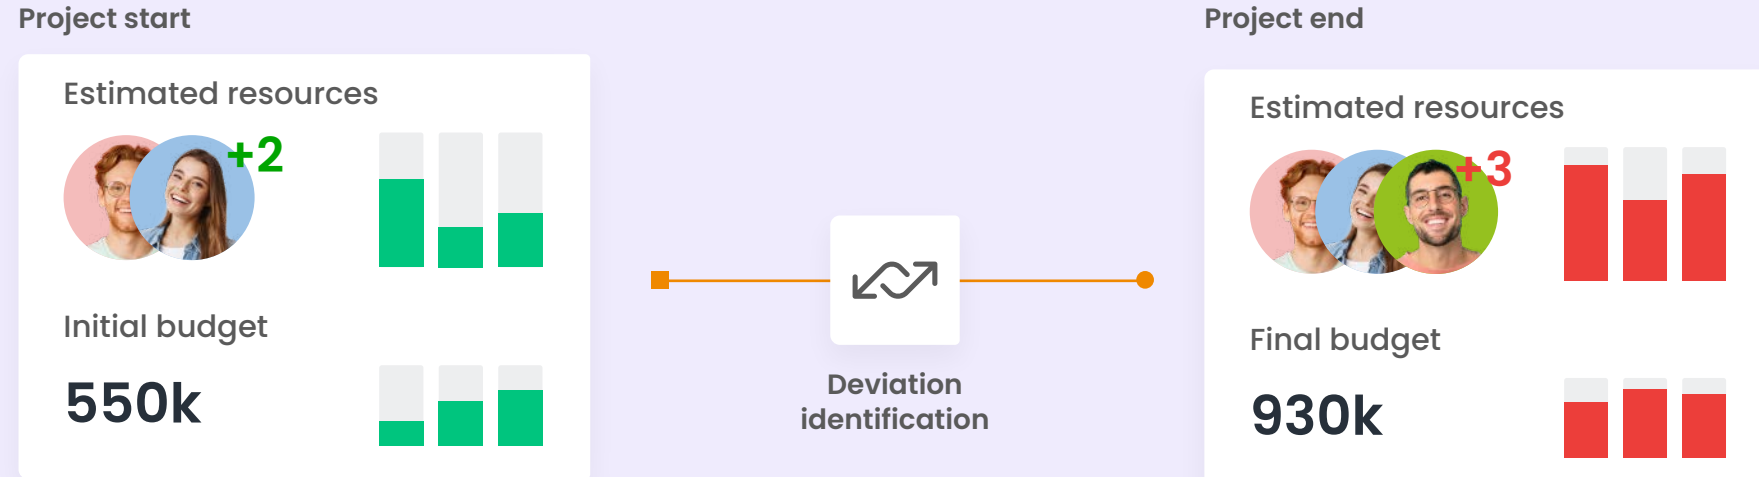 Project start
Estimated resources
+2
Initial budget
550k
Deviation
identification
Project end
Estimated resources
+3
Final budget
930k